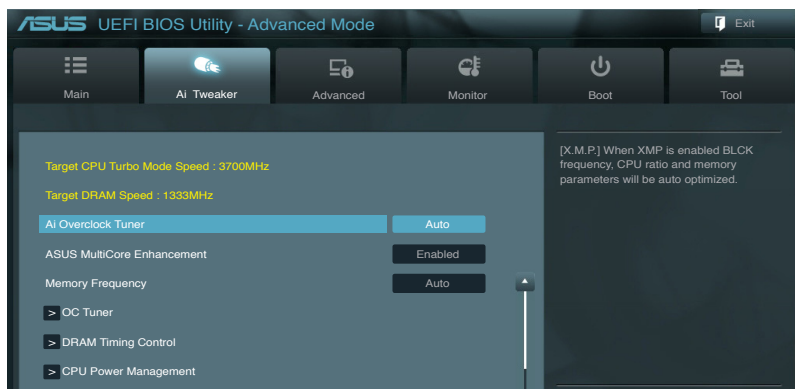 ASUS UEFI BIOS Utility - Advanced Mode
Exit
Main
Ai Tweaker
Advanced
Monitor
Boot
Tool
Target CPU Turbo Mode Speed : 3700MHz
Target DRAM Speed : 1333MHz
Ai Overclock Tuner Auto
ASUS MultiCore Enhancement Enabled
Memory Frequency Auto
> OC Tuner
> DRAM Timing Control
> CPU Power Management
[X.M.P.] When XMP is enabled BLCK
frequency, CPU ratio and memory
parameters will be auto optimized.